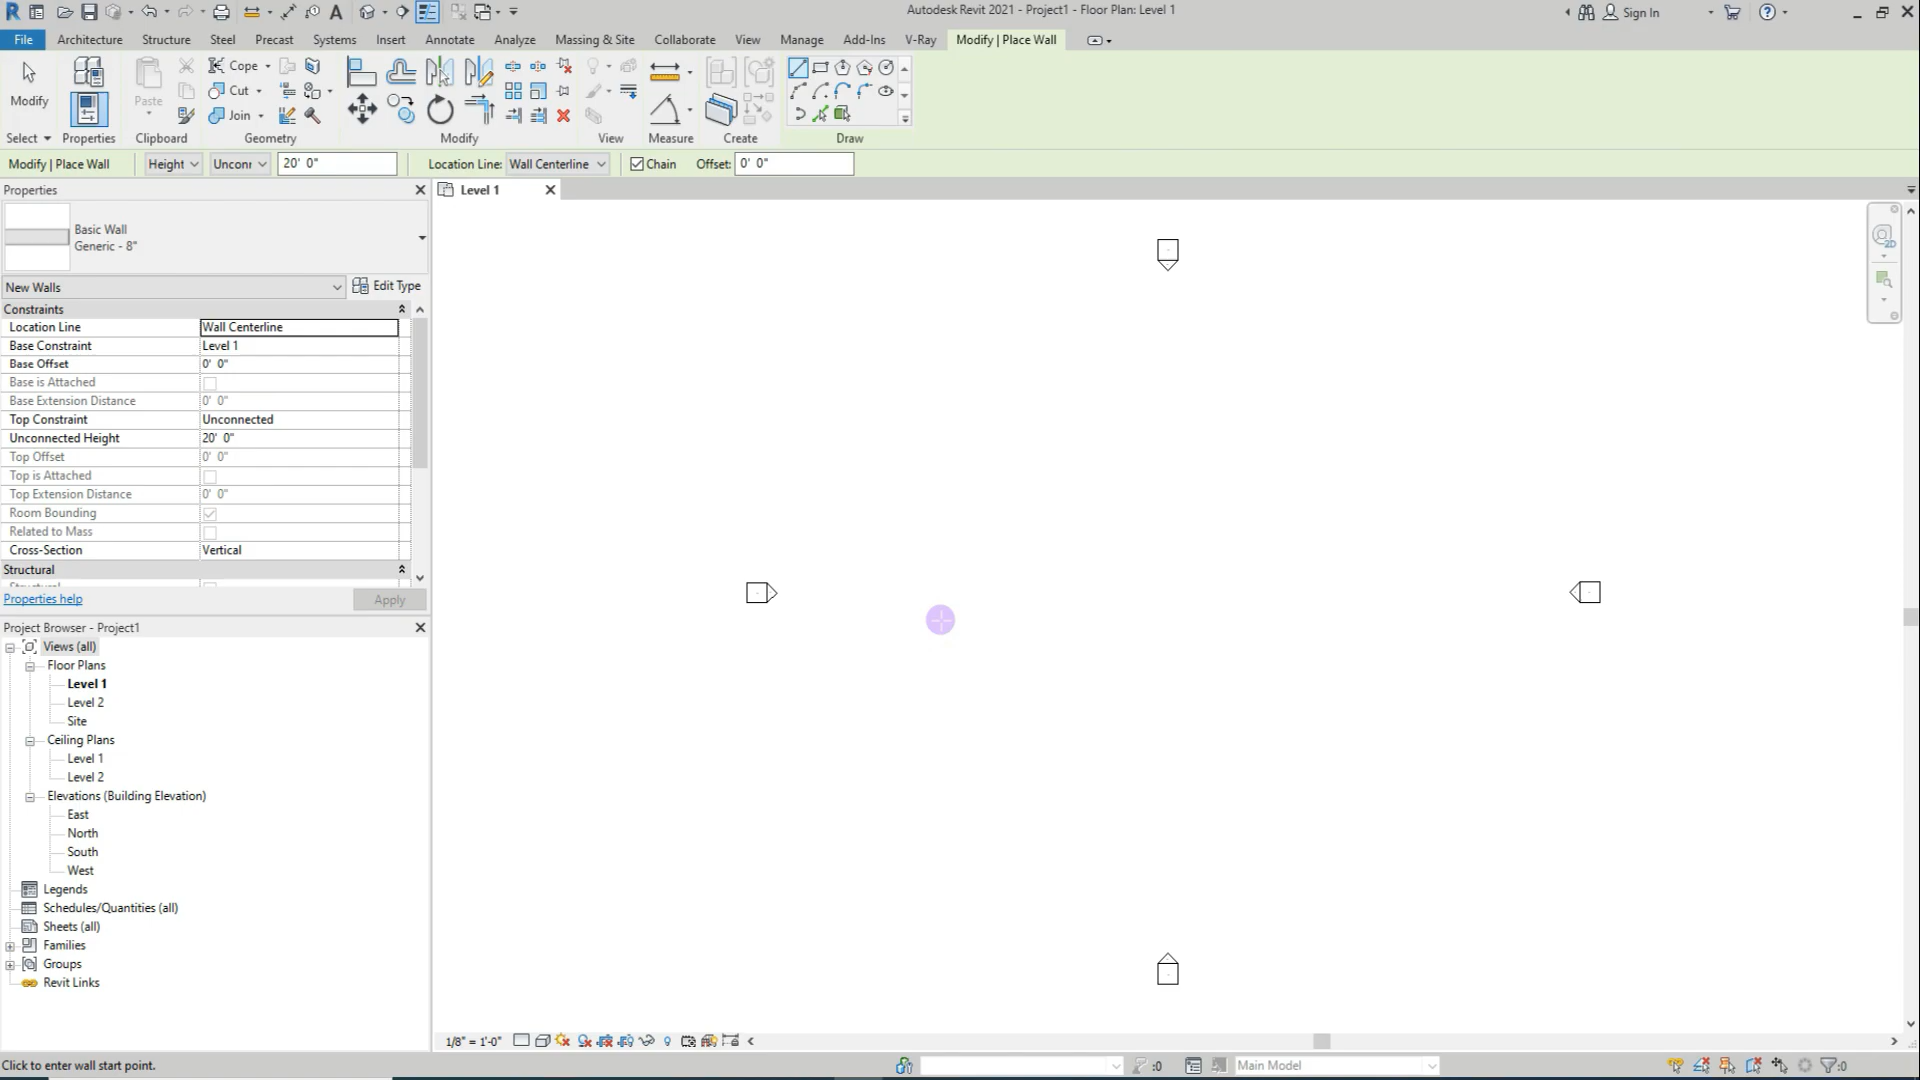 Autodesk Revit 2021 - Project1 - Floor Plan: Level 1
Sign In
File Architecture Structure Steel Precast Systems Insert Annotate Analyze Massing & Site Collaborate View Manage Add-Ins V-Ray Modify | Place Wall
Modify
Paste
Cope
Cut
Join
Select Properties Clipboard Geometry Modify View Measure Create Draw
Modify | Place Wall Height Unconr 20' 0" Location Line: Wall Centerline Chain Offset: 0' 0"
Properties
Level 1
Basic Wall
Generic - 8"
New Walls Edit Type
Constraints
Location Line Wall Centerline
Base Constraint Level 1
Base Offset 0' 0"
Base is Attached
Base Extension Distance 0' 0"
Top Constraint Unconnected
Unconnected Height 20' 0"
Top Offset 0' 0"
Top is Attached
Top Extension Distance 0' 0"
Room Bounding
Related to Mass
Cross-Section Vertical
Structural
Structural
Properties help Apply
Project Browser - Project1
Views (all)
Floor Plans
Level 1
Level 2
Site
Ceiling Plans
Level 1
Level 2
Elevations (Building Elevation)
East
North
South
West
Legends
Schedules/Quantities (all)
Sheets (all)
Families
Groups
Revit Links
1/8" = 1'-0"
Click to enter wall start point. :0 Main Model :0
2D